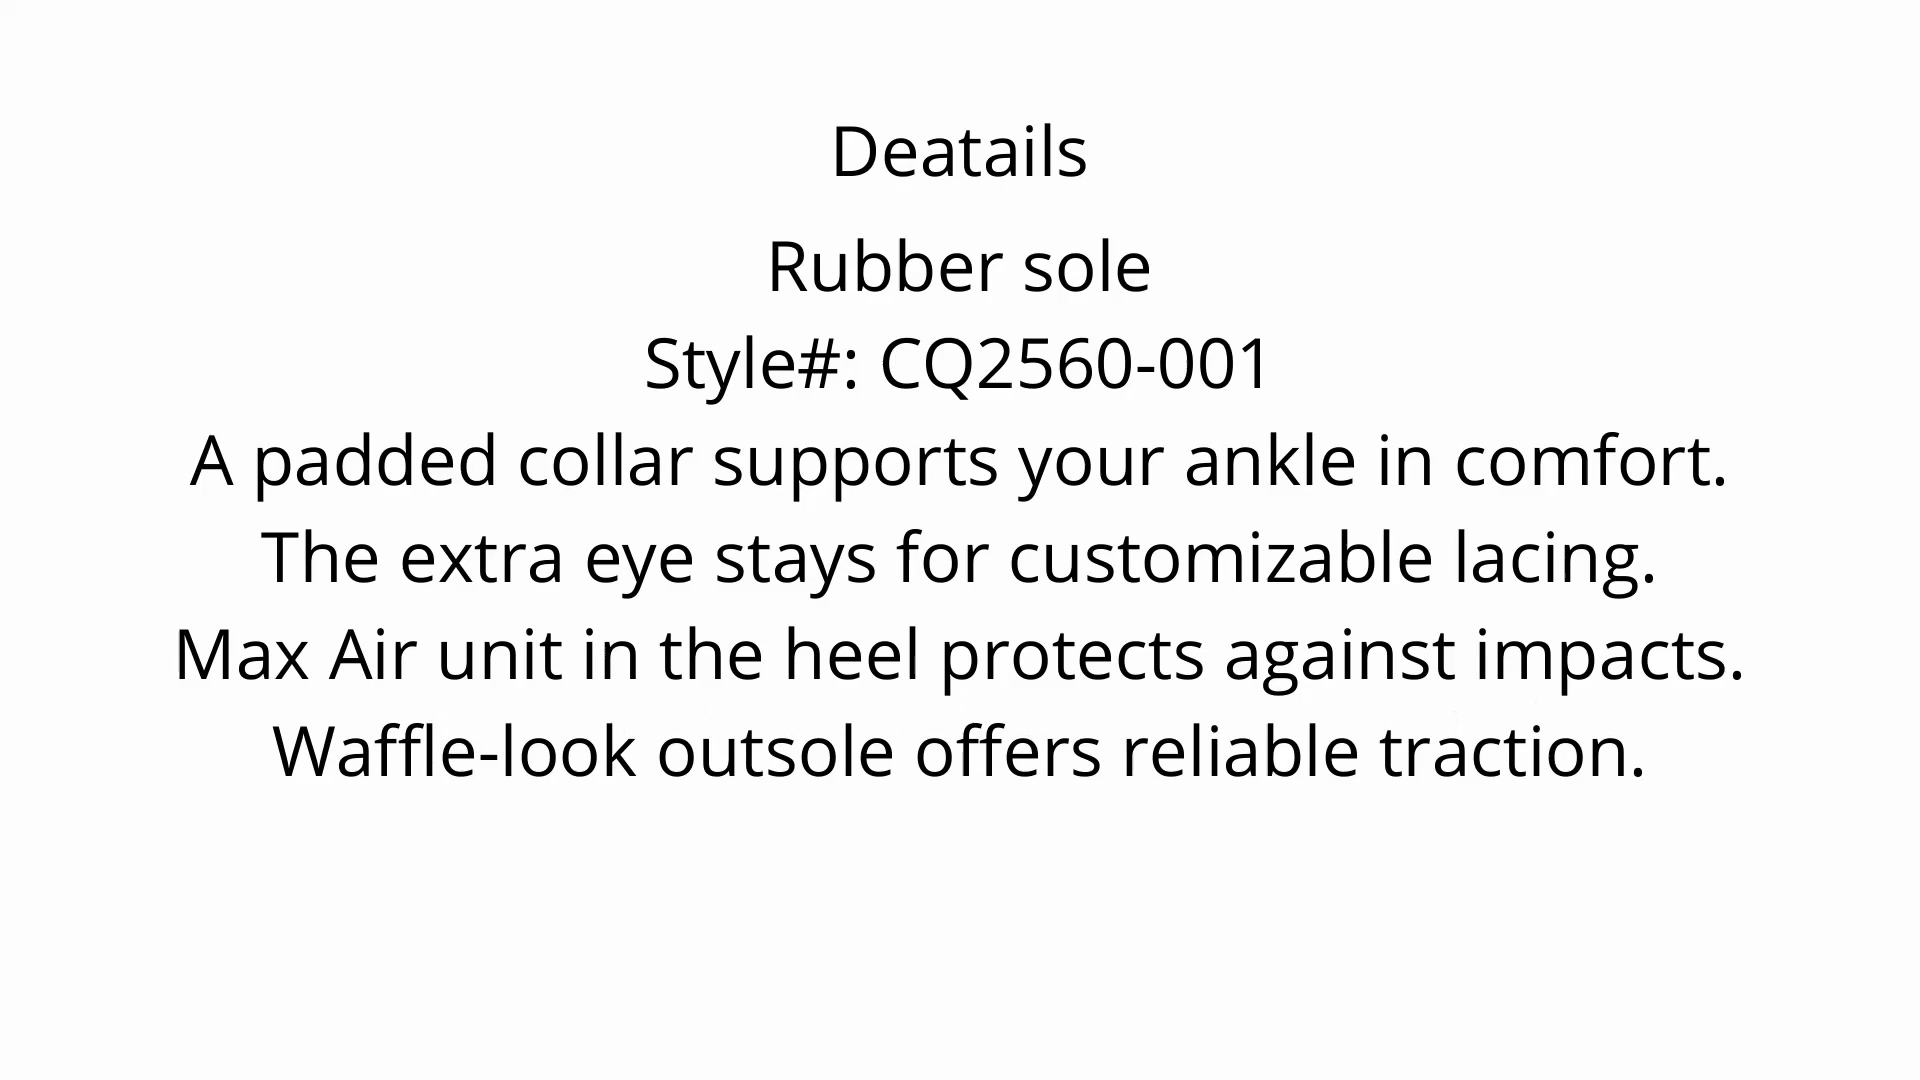 Deatails
Rubber sole
Style#: CQ2560-001
A padded collar supports your ankle in comfort.
The extra eye stays for customizable lacing.
Max Air unit in the heel protects against impacts.
Waffle-look outsole offers reliable traction.